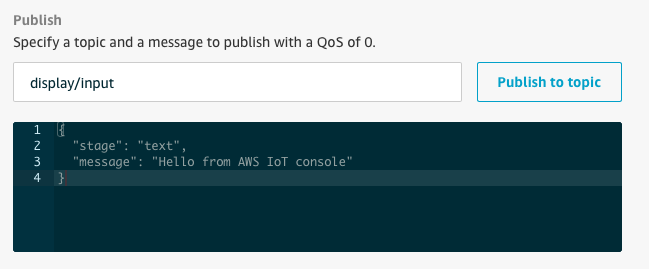 Publish
Specify a topic and a message to publish with a QoS of 0.
display/input
Publish to topic
1 {
2   "stage": "text",
3   "message": "Hello from AWS IoT console"
4 }